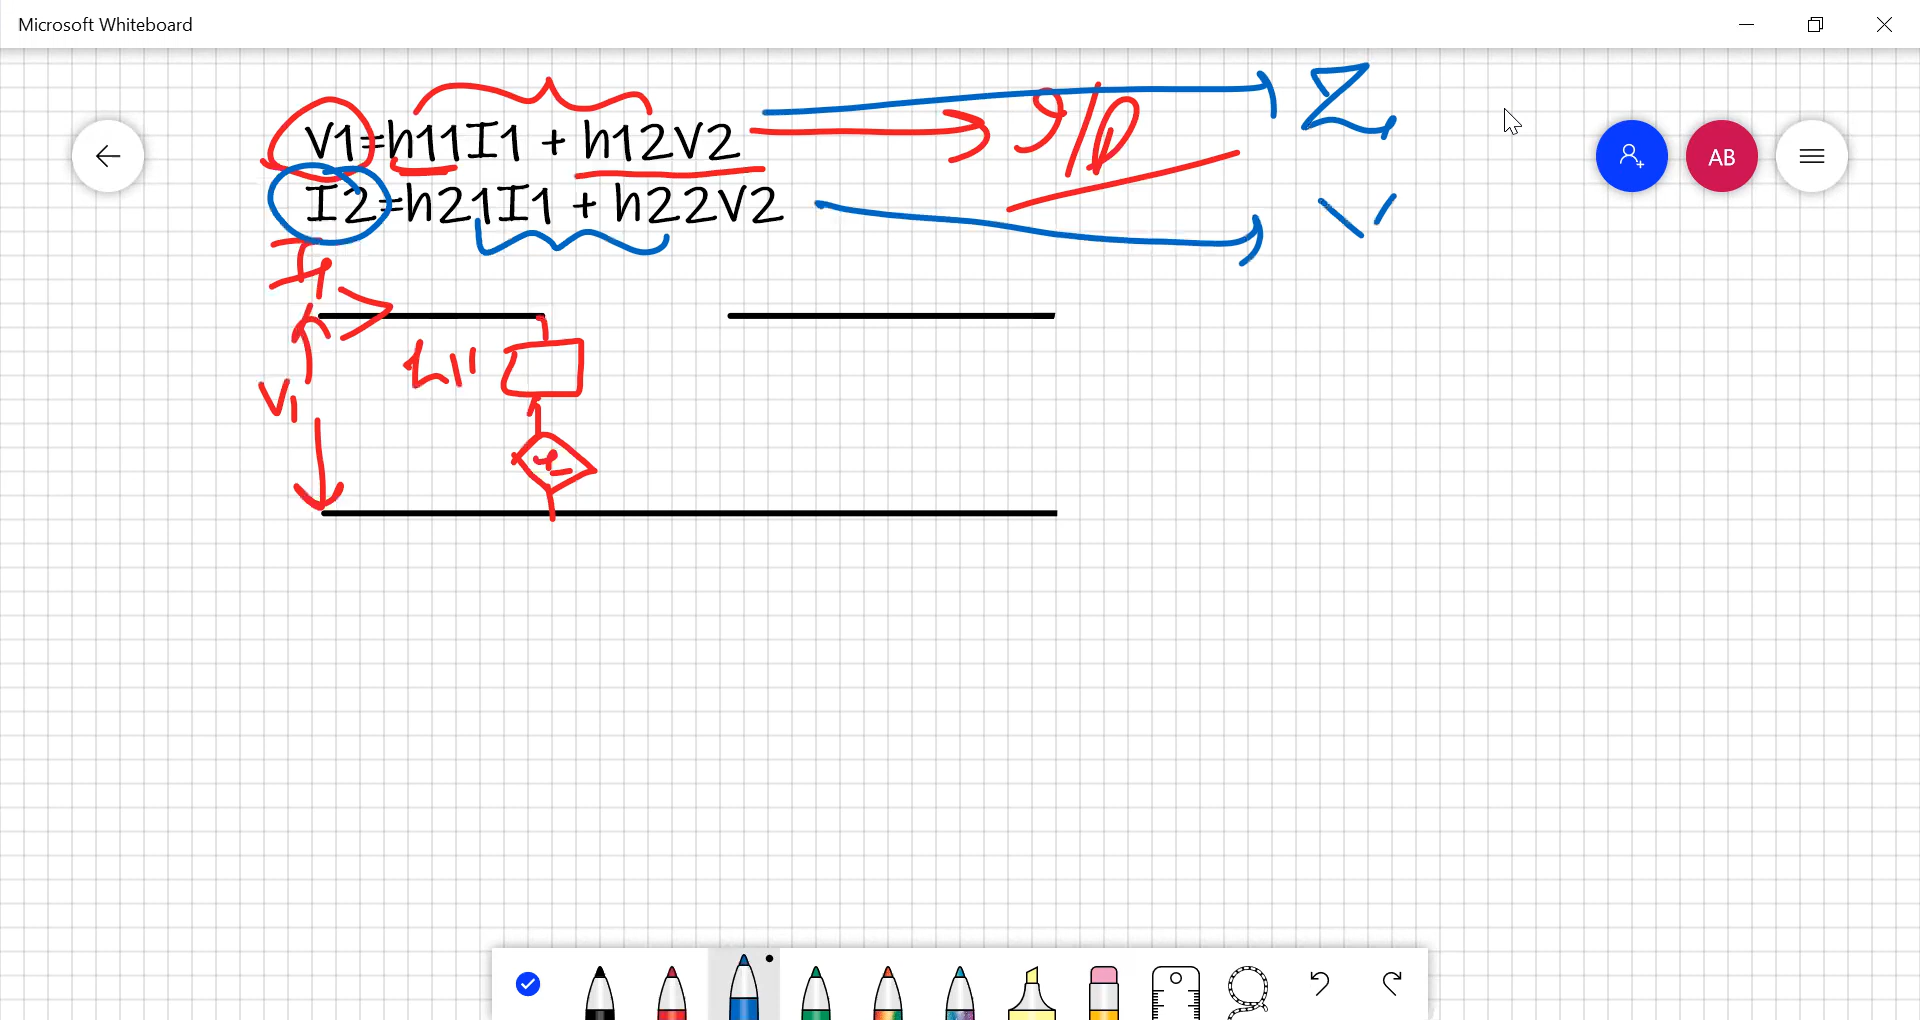 Microsoft Whiteboard
V1=h11I1 + h12V2
I2=h21I1 + h22V2
AB
I1
h11
V1
Z
Y